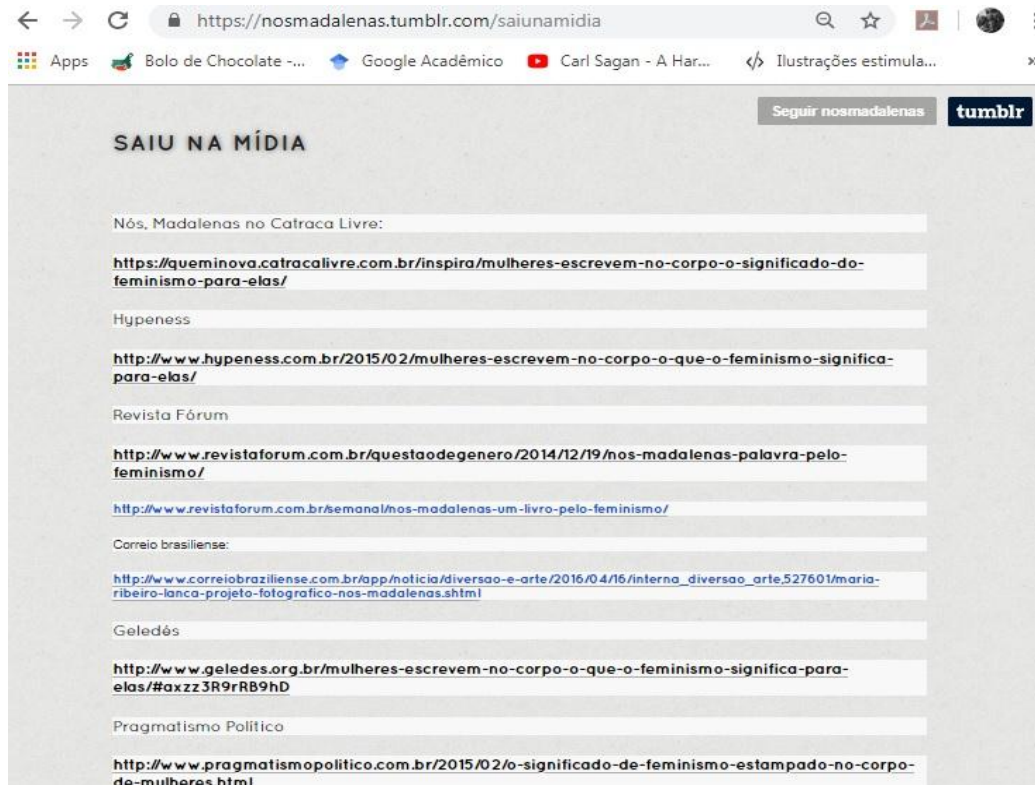 https://nosmadalenas.tumblr.com/saiunamidia
Apps Bolo de Chocolate -... Google Acadêmico Carl Sagan - A Har... </> Ilustrações estimula... »
Seguir nosmadalenas tumblr
SAIU NA MÍDIA
Nós, Madalenas no Catraca Livre:
https://queminova.catracalivre.com.br/inspira/mulheres-escrevem-no-corpo-o-significado-do-
feminismo-para-elas/
Hypeness
http://www.hypeness.com.br/2015/02/mulheres-escrevem-no-corpo-o-que-o-feminismo-significa-
para-elas/
Revista Fórum
http://www.revistaforum.com.br/questaodegenero/2014/12/19/nos-madalenas-palavra-pelo-
feminismo/
http://www.revistaforum.com.br/semanal/nos-madalenas-um-livro-pelo-feminismo/
Correio brasiliense:
http://www.correiobraziliense.com.br/app/noticia/diversao-e-arte/2016/04/16/interna_diversao_arte,527601/maria-
ribeiro-lanca-projeto-fotografico-nos-madalenas.shtml
Geledés
http://www.geledes.org.br/mulheres-escrevem-no-corpo-o-que-o-feminismo-significa-para-
elas/#axzz3R9rRB9hD
Pragmatismo Político
http://www.pragmatismopolitico.com.br/2015/02/o-significado-de-feminismo-estampado-no-corpo-
de-mulheres.html